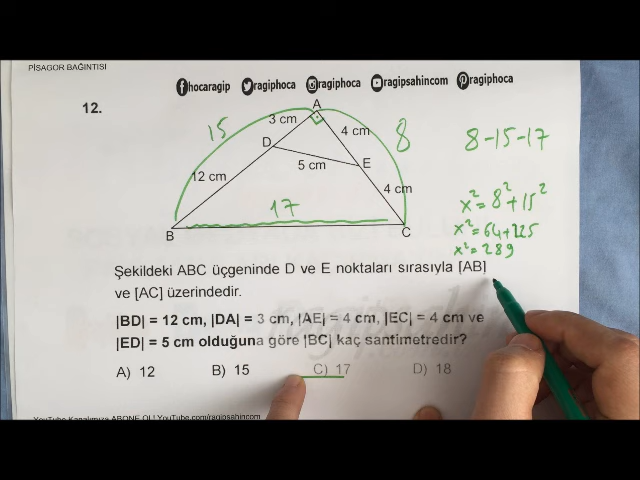 PİSAGOR BAĞINTISI
hocaragip ragiphoca ragiphoca ragipsahincom ragiphoca
12.
A
3 cm
15
4 cm
8
8-15-17
D
E
5 cm
12 cm
4 cm
17
x² = 8² + 15²
x² = 64+225
x² = 289
B
C
Şekildeki ABC üçgeninde D ve E noktaları sırasıyla [AB]
ve [AC] üzerindedir.
|BD| = 12 cm, |DA| = 3 cm, |AE| = 4 cm, |EC| = 4 cm ve
|ED| = 5 cm olduğuna göre |BC| kaç santimetredir?
A) 12 B) 15 C) 17 D) 18
YouTube Kanalımıza ABONE OL! YouTube.com/ragipsahincom